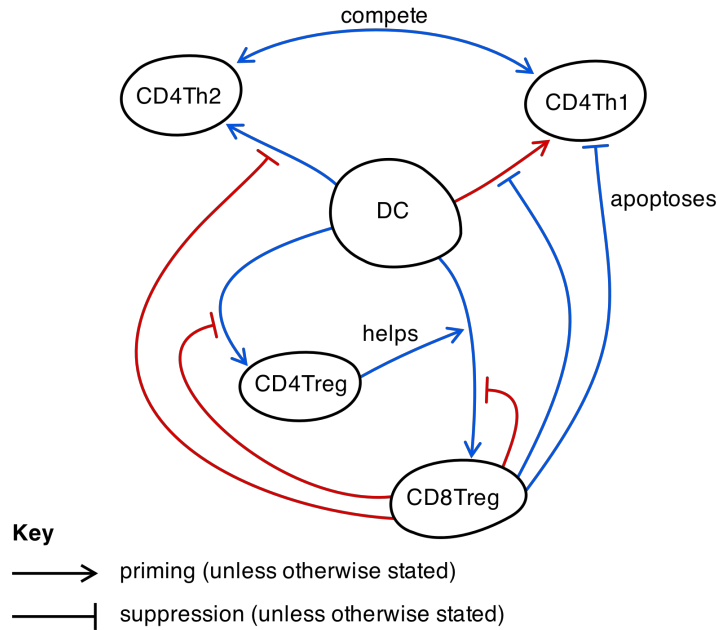 compete
CD4Th2
CD4Th1
DC
apoptoses
helps
CD4Treg
CD8Treg
Key
priming (unless otherwise stated)
suppression (unless otherwise stated)